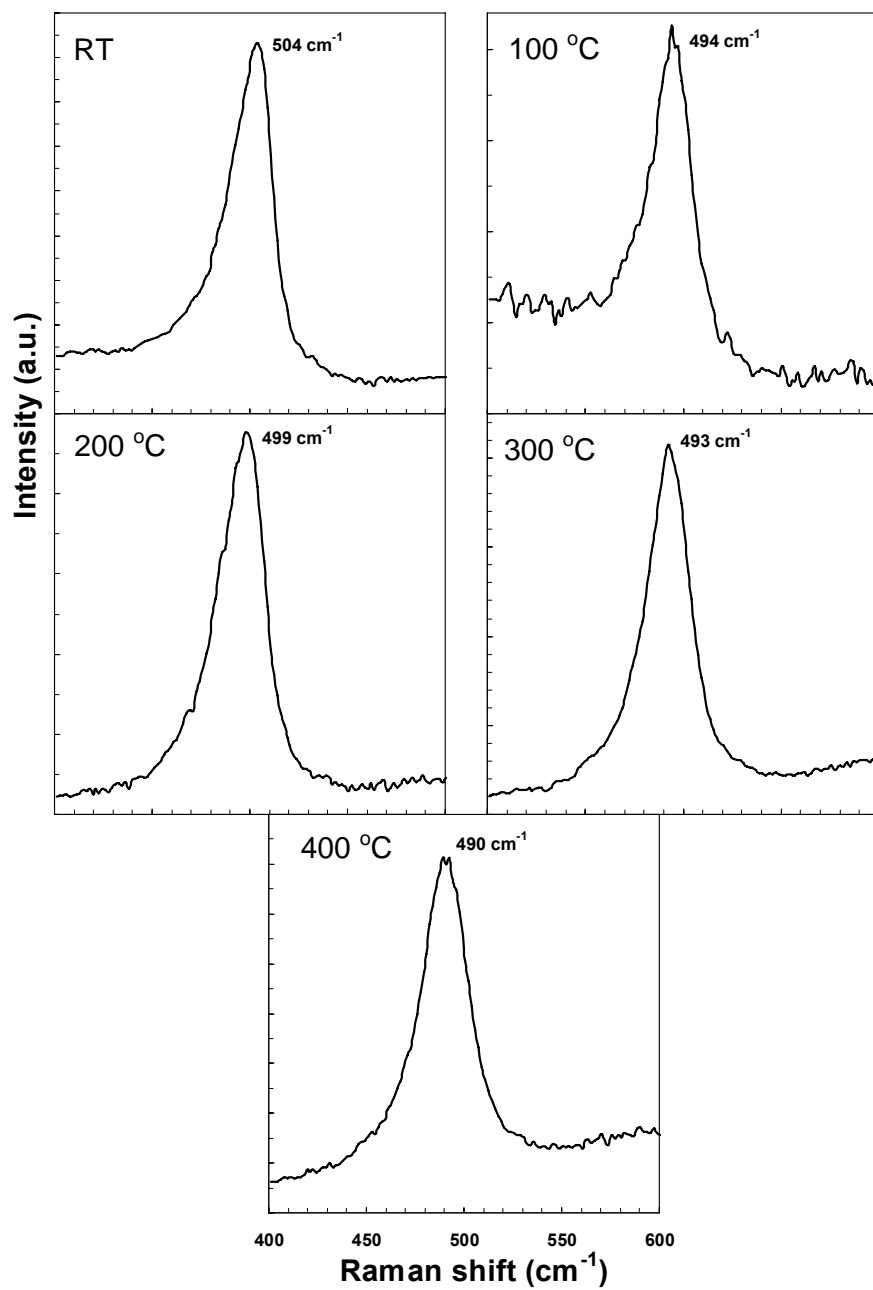 RT
504 cm-1
100 oC
494 cm-1
Intensity (a.u.)
200 oC
499 cm-1
300 oC
493 cm-1
400 oC
490 cm-1
400 450 500 550 600
Raman shift (cm-1)